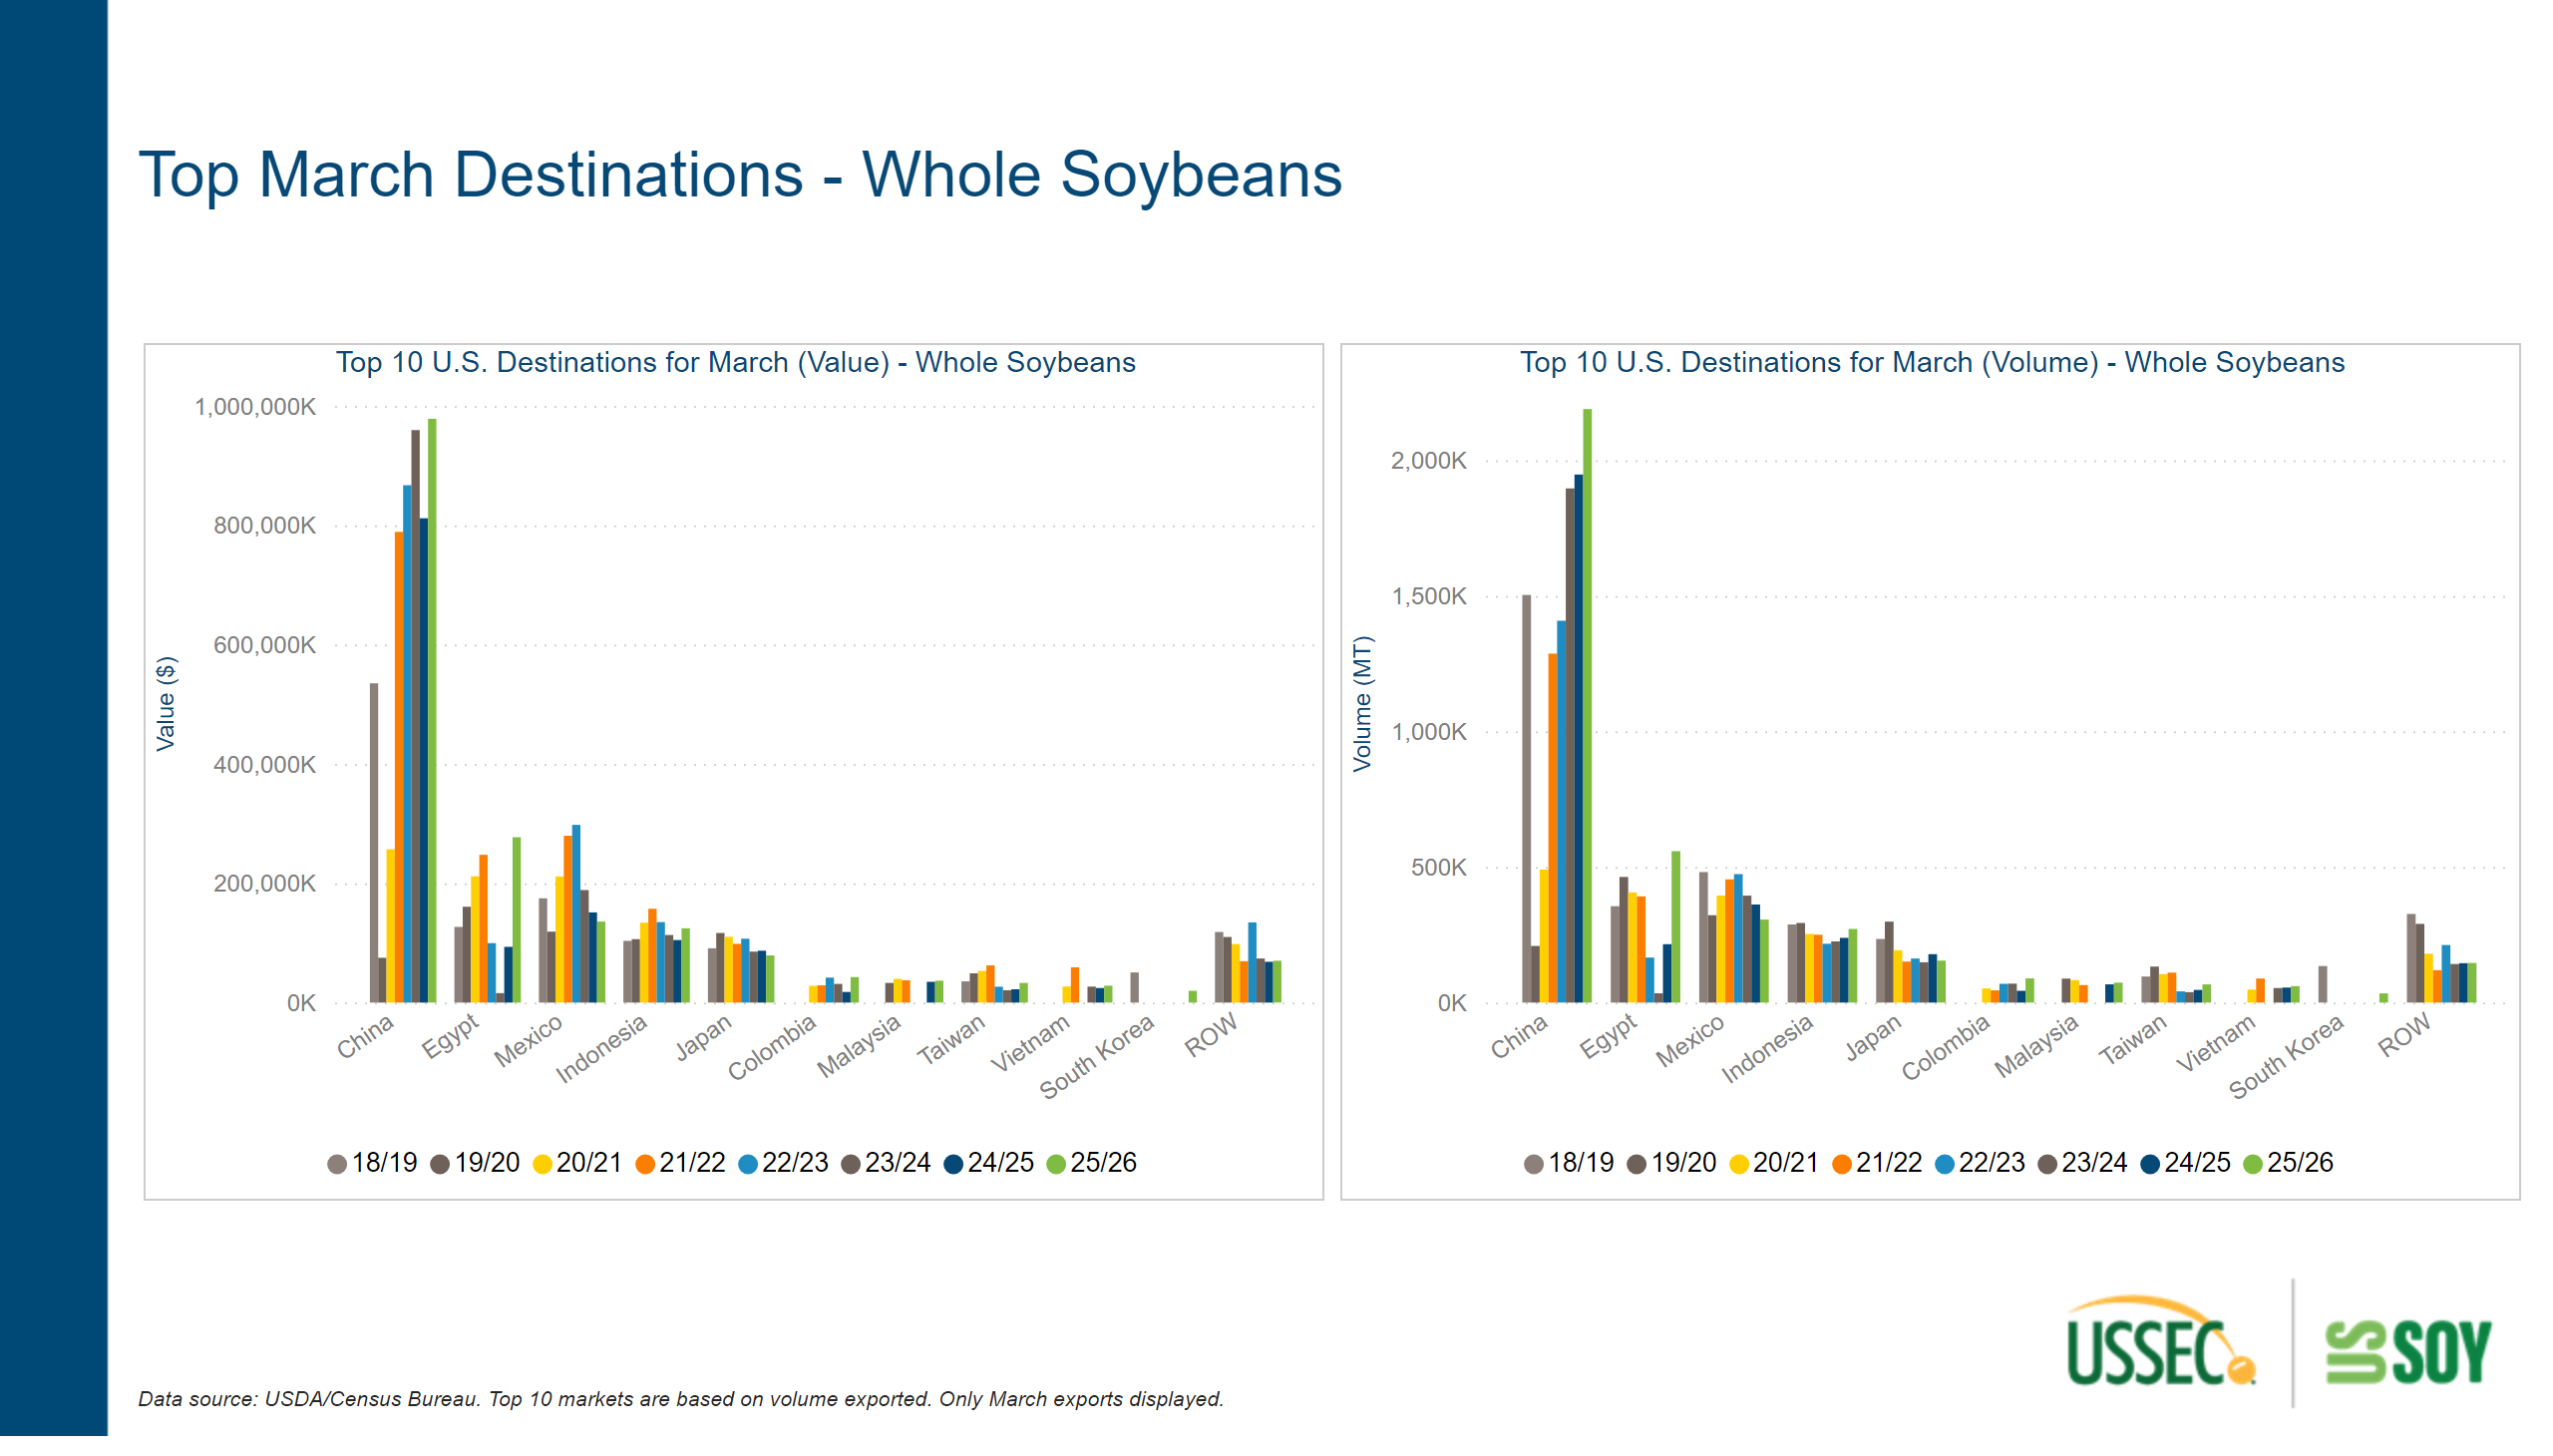 Top March Destinations - Whole Soybeans
Top 10 U.S. Destinations for March (Value) - Whole Soybeans
Value ($)
1,000,000K
800,000K
600,000K
400,000K
200,000K
0K
China
Egypt
Mexico
Indonesia
Japan
Colombia
Malaysia
Taiwan
Vietnam
South Korea
ROW
18/19 19/20 20/21 21/22 22/23 23/24 24/25 25/26
Top 10 U.S. Destinations for March (Volume) - Whole Soybeans
Volume (MT)
2,000K
1,500K
1,000K
500K
0K
China
Egypt
Mexico
Indonesia
Japan
Colombia
Malaysia
Taiwan
Vietnam
South Korea
ROW
18/19 19/20 20/21 21/22 22/23 23/24 24/25 25/26
USSEC
US SOY
Data source: USDA/Census Bureau. Top 10 markets are based on volume exported. Only March exports displayed.